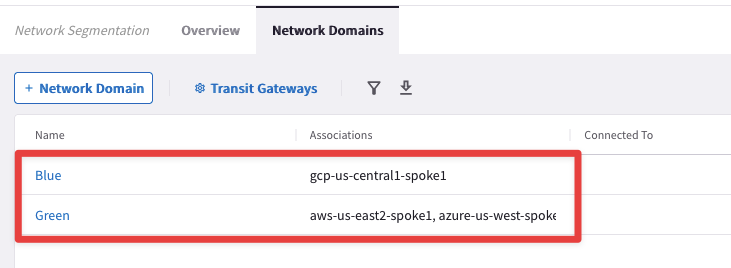 Network Segmentation Overview Network Domains
+ Network Domain Transit Gateways
Name Associations Connected To
Blue gcp-us-central1-spoke1
Green aws-us-east2-spoke1, azure-us-west-spoke